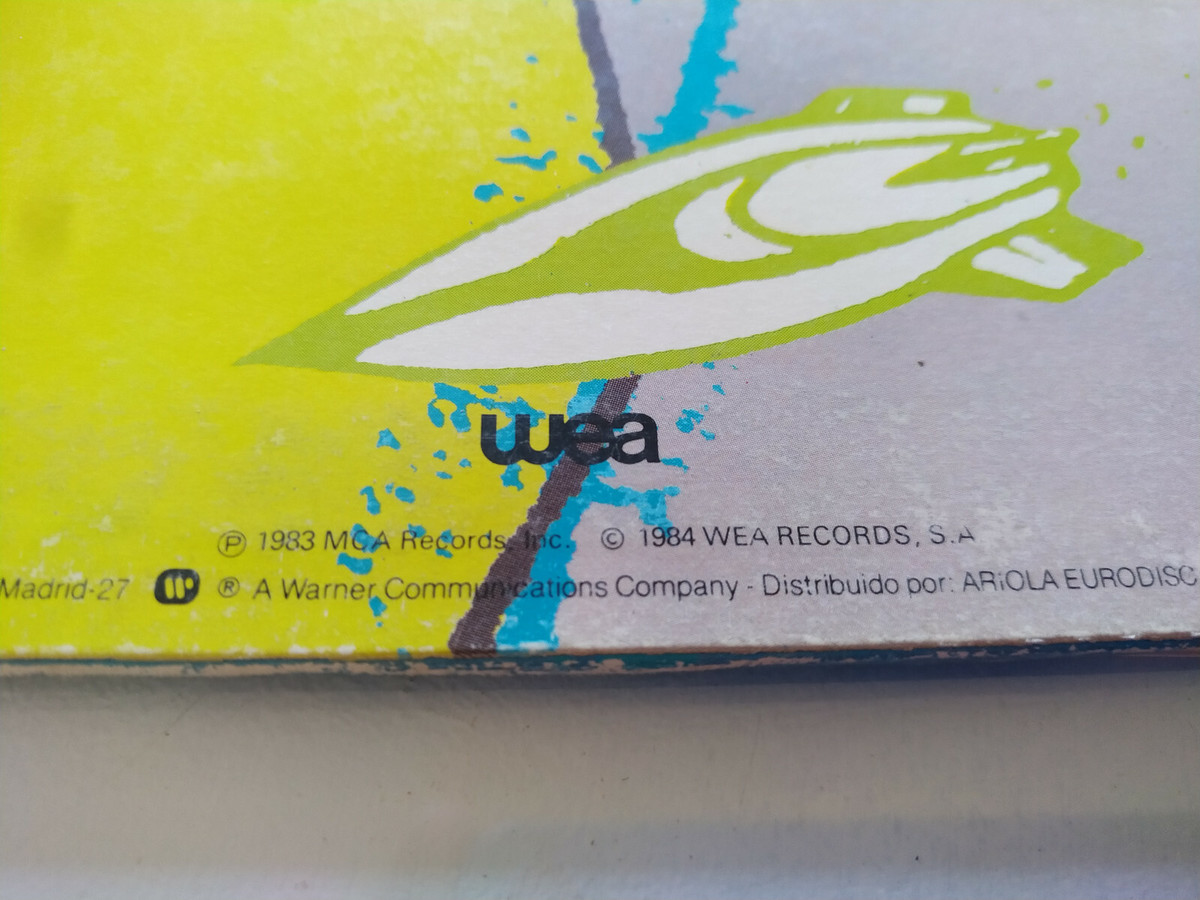 wea
℗ 1983 MCA Records, Inc. © 1984 WEA RECORDS, S.A
Madrid-27 ® A Warner Communications Company - Distribuido por: ARIOLA EURODISC